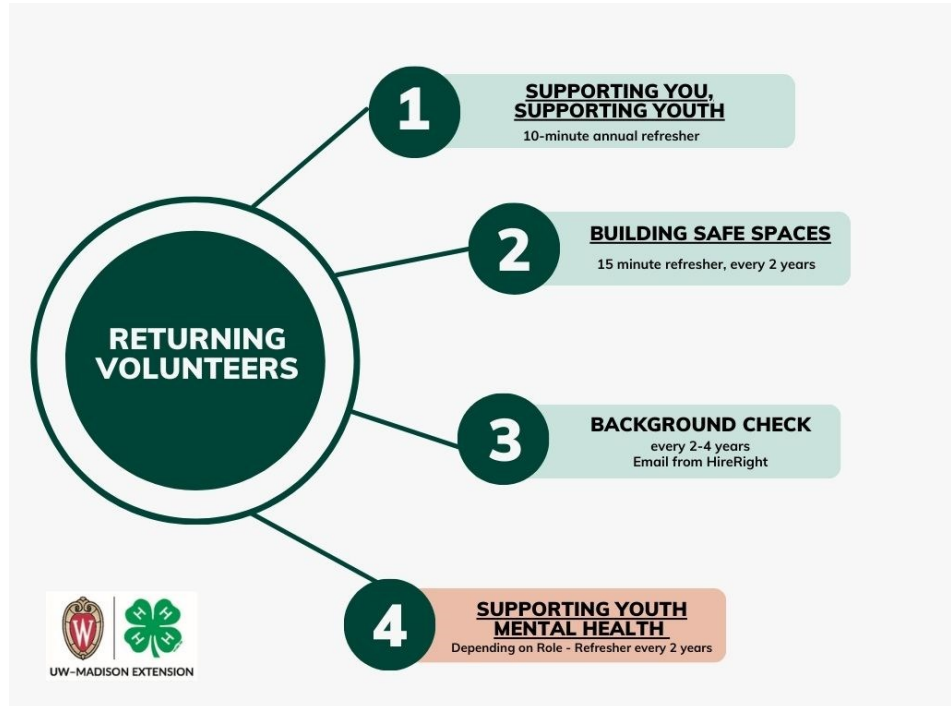 1
SUPPORTING YOU,
SUPPORTING YOUTH
10-minute annual refresher
2
BUILDING SAFE SPACES
15 minute refresher, every 2 years
RETURNING
VOLUNTEERS
3
BACKGROUND CHECK
every 2-4 years
Email from HireRight
4
SUPPORTING YOUTH
MENTAL HEALTH
Depending on Role - Refresher every 2 years
W
H H
H H
UW-MADISON EXTENSION